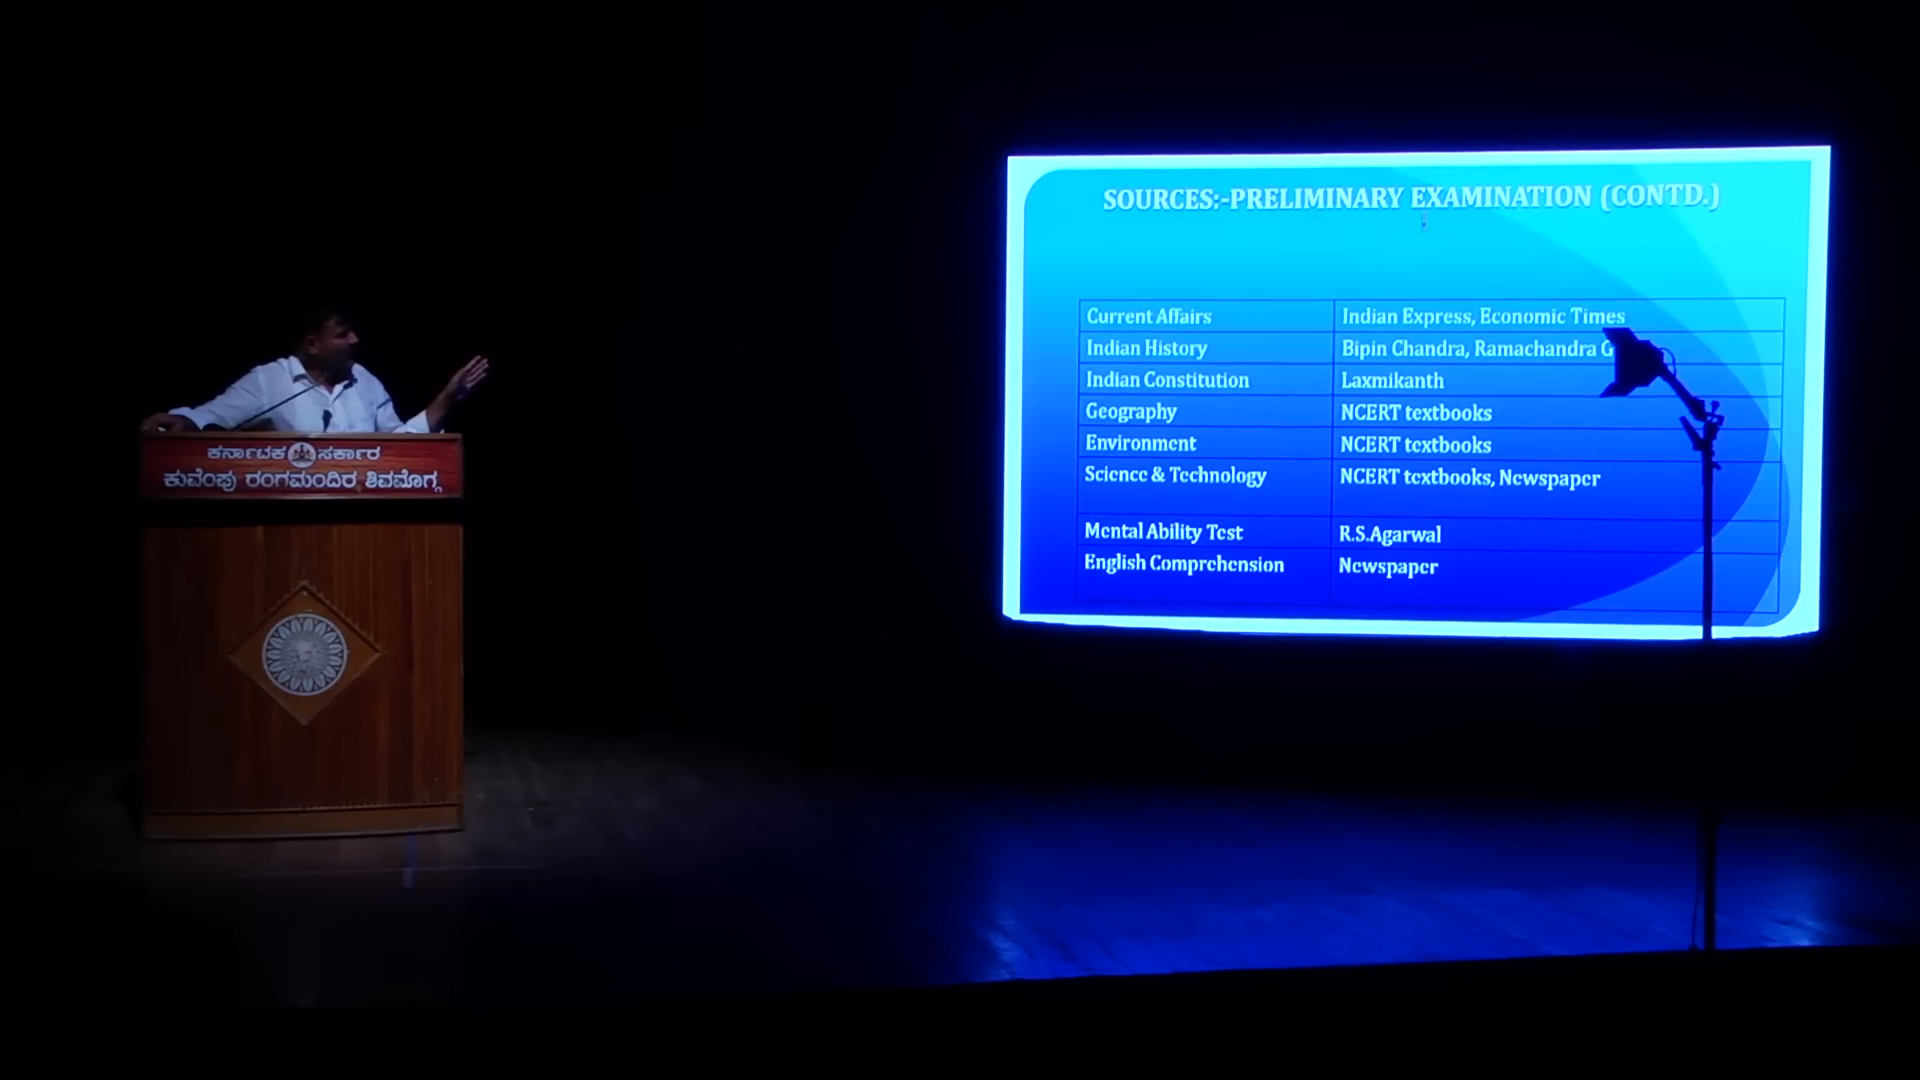 ಕರ್ನಾಟಕ ಸರ್ಕಾರ
ಕುವೆಂಪು ರಂಗಮಂದಿರ, ಶಿವಮೊಗ್ಗ
SOURCES:-PRELIMINARY EXAMINATION (CONTD.)
Current Affairs Indian Express, Economic Times
Indian History Bipin Chandra, Ramachandra
Indian Constitution Laxmikanth
Geography NCERT textbooks
Environment NCERT textbooks
Science & Technology NCERT textbooks, Newspaper
Mental Ability Test R.S.Agarwal
English Comprehension Newspaper